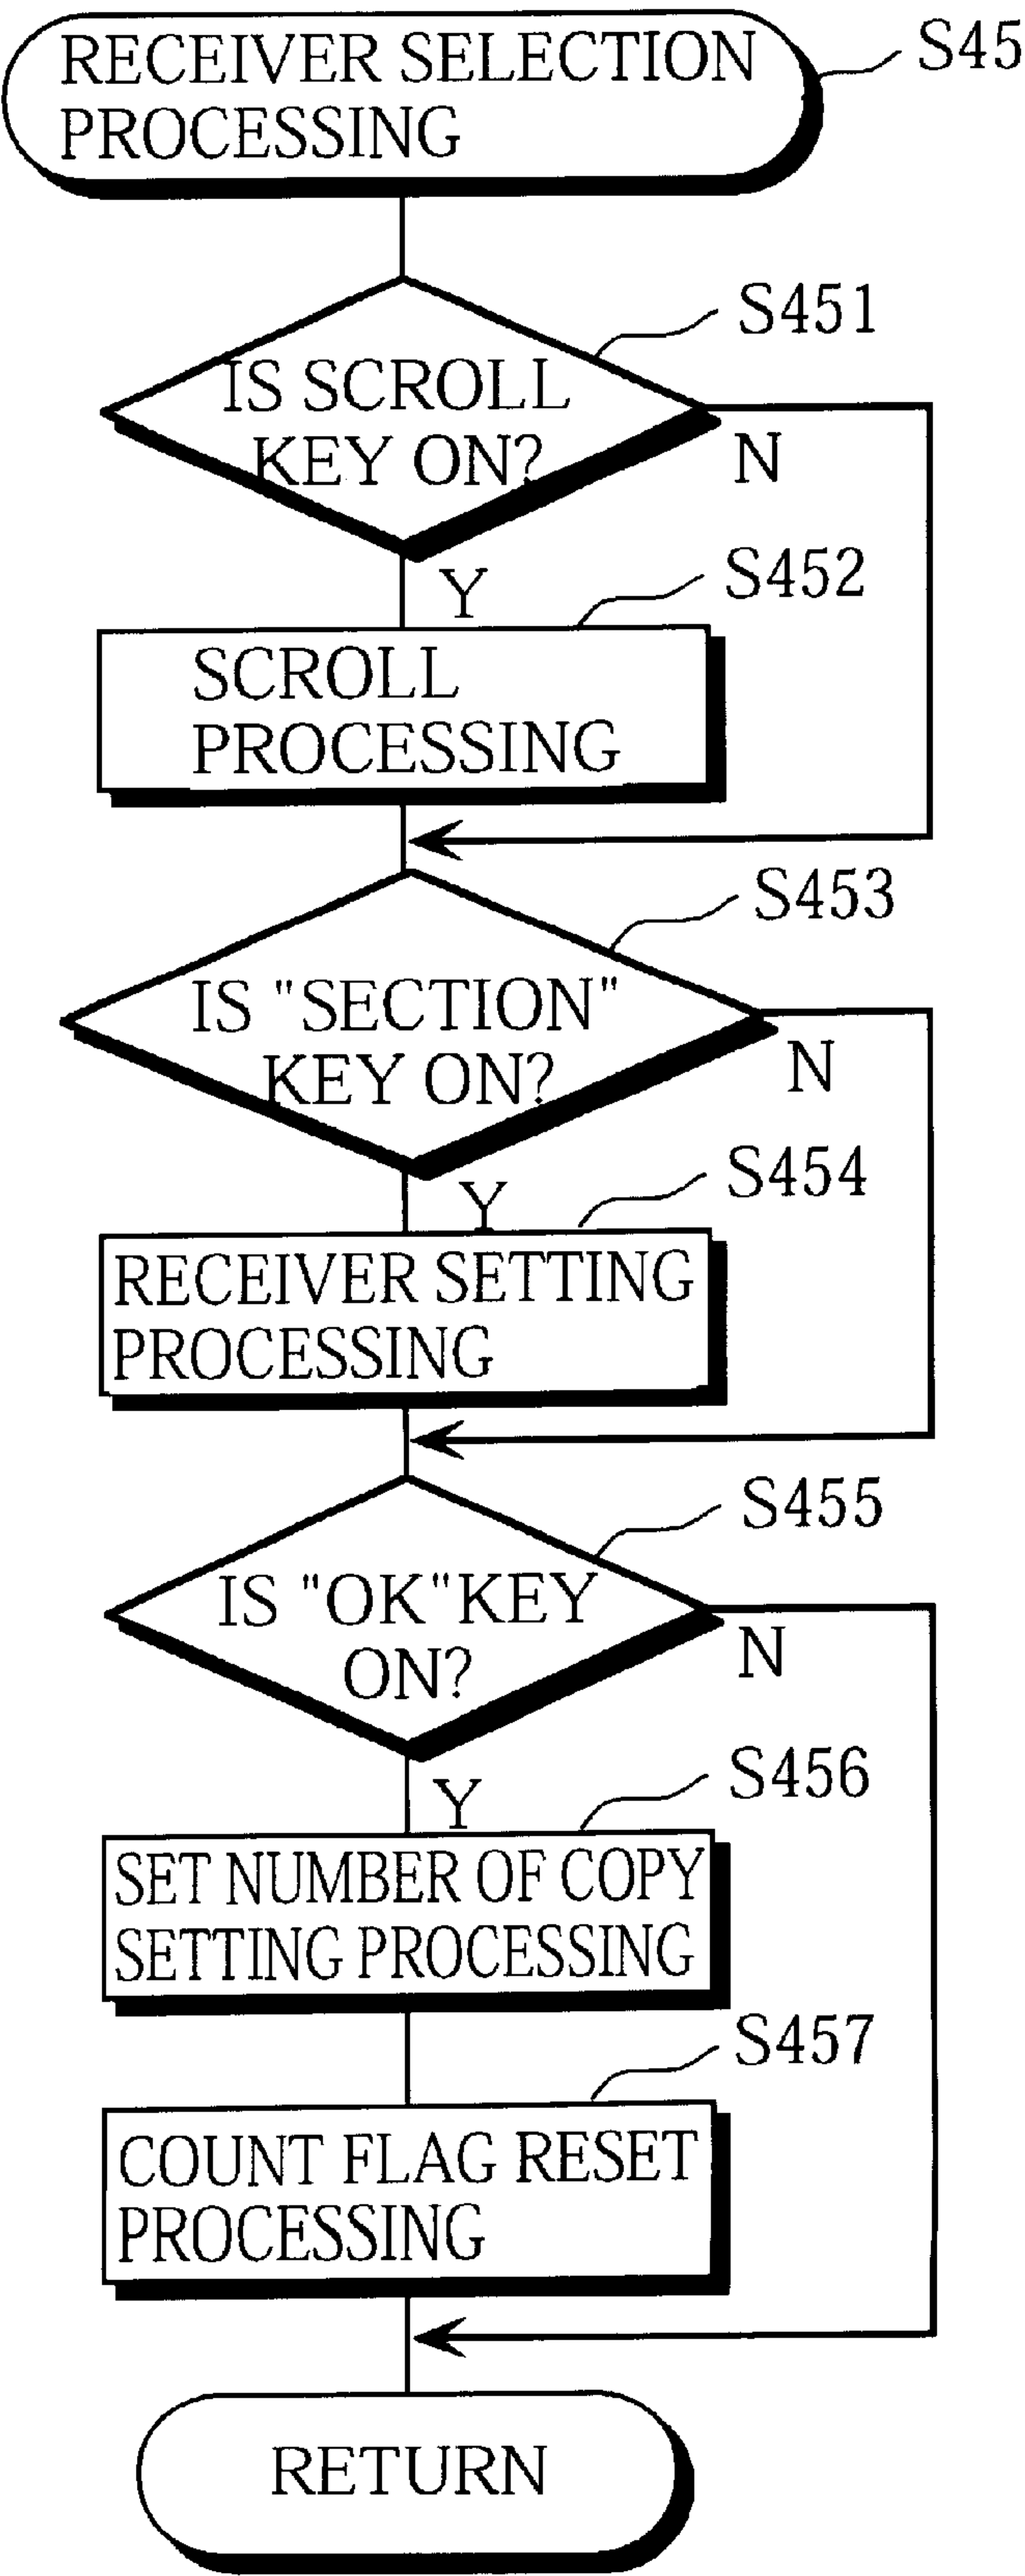 RECEIVER SELECTION
PROCESSING
S45
S451
IS SCROLL
KEY ON?
N
Y
S452
SCROLL
PROCESSING
S453
IS "SECTION"
KEY ON?
N
Y
S454
RECEIVER SETTING
PROCESSING
S455
IS "OK"KEY
ON?
N
Y
S456
SET NUMBER OF COPY
SETTING PROCESSING
S457
COUNT FLAG RESET
PROCESSING
RETURN